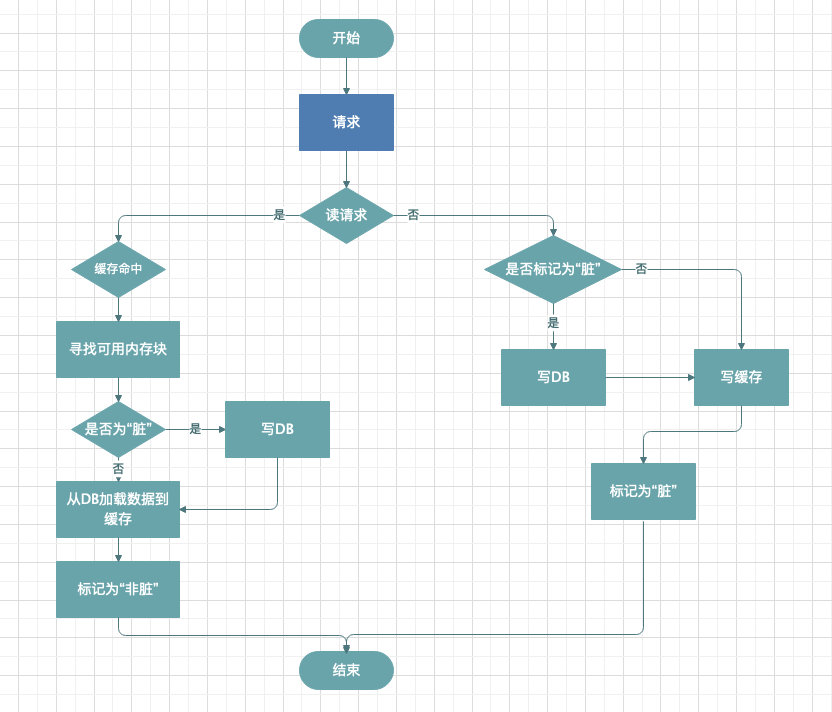 开始
请求
读请求
是
否
缓存命中
是否标记为“脏”
否
是
寻找可用内存块
写DB
写缓存
是否为“脏”
是
写DB
否
从DB加载数据到
缓存
标记为“脏”
标记为“非脏”
结束